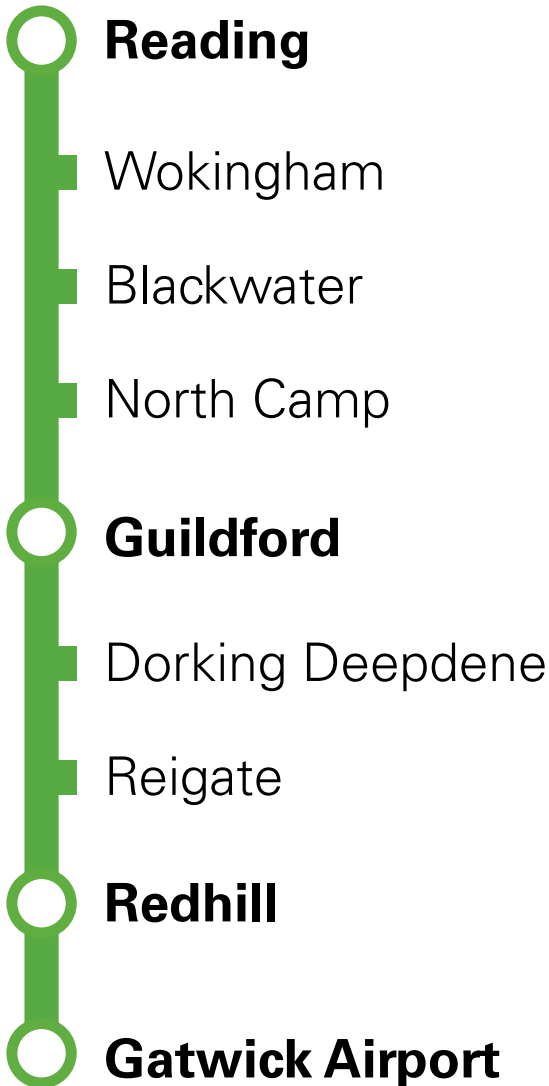 Reading
Wokingham
Blackwater
North Camp
Guildford
Dorking Deepdene
Reigate
Redhill
Gatwick Airport